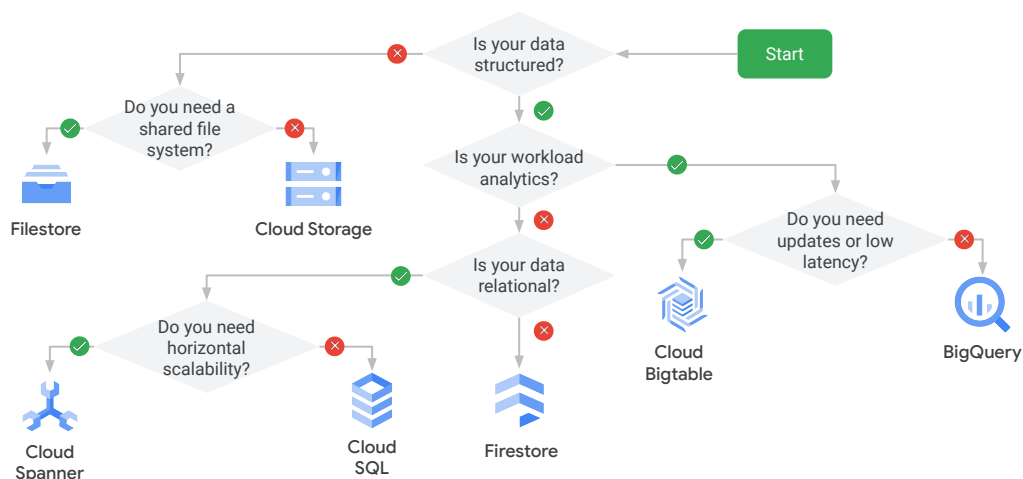 Is your data
structured?
Start
Do you need a
shared file
system?
Is your workload
analytics?
Filestore
Cloud Storage
Do you need
updates or low
latency?
Is your data
relational?
Do you need
horizontal
scalability?
Cloud
Bigtable
BigQuery
Cloud
Spanner
Cloud
SQL
Firestore